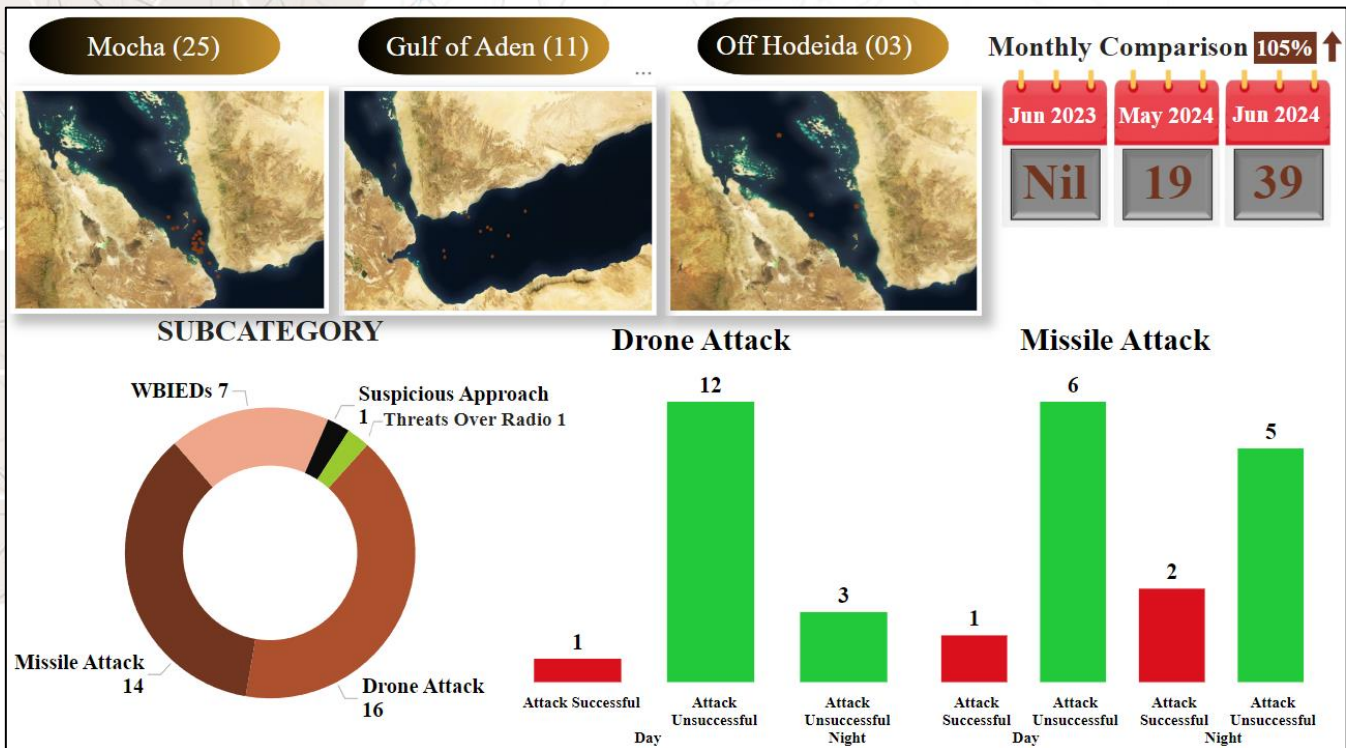 Mocha (25)
Gulf of Aden (11)
...
Off Hodeida (03)
Monthly Comparison 105%
Jun 2023
May 2024
Jun 2024
Nil
19
39
SUBCATEGORY
WBIEDs 7
Suspicious Approach
1
Threats Over Radio 1
Missile Attack
14
Drone Attack
16
Drone Attack
1
12
3
Attack Successful
Attack
Unsuccessful
Attack
Unsuccessful
Day
Night
Missile Attack
1
6
2
5
Attack
Successful
Attack
Unsuccessful
Attack
Successful
Attack
Unsuccessful
Day
Night